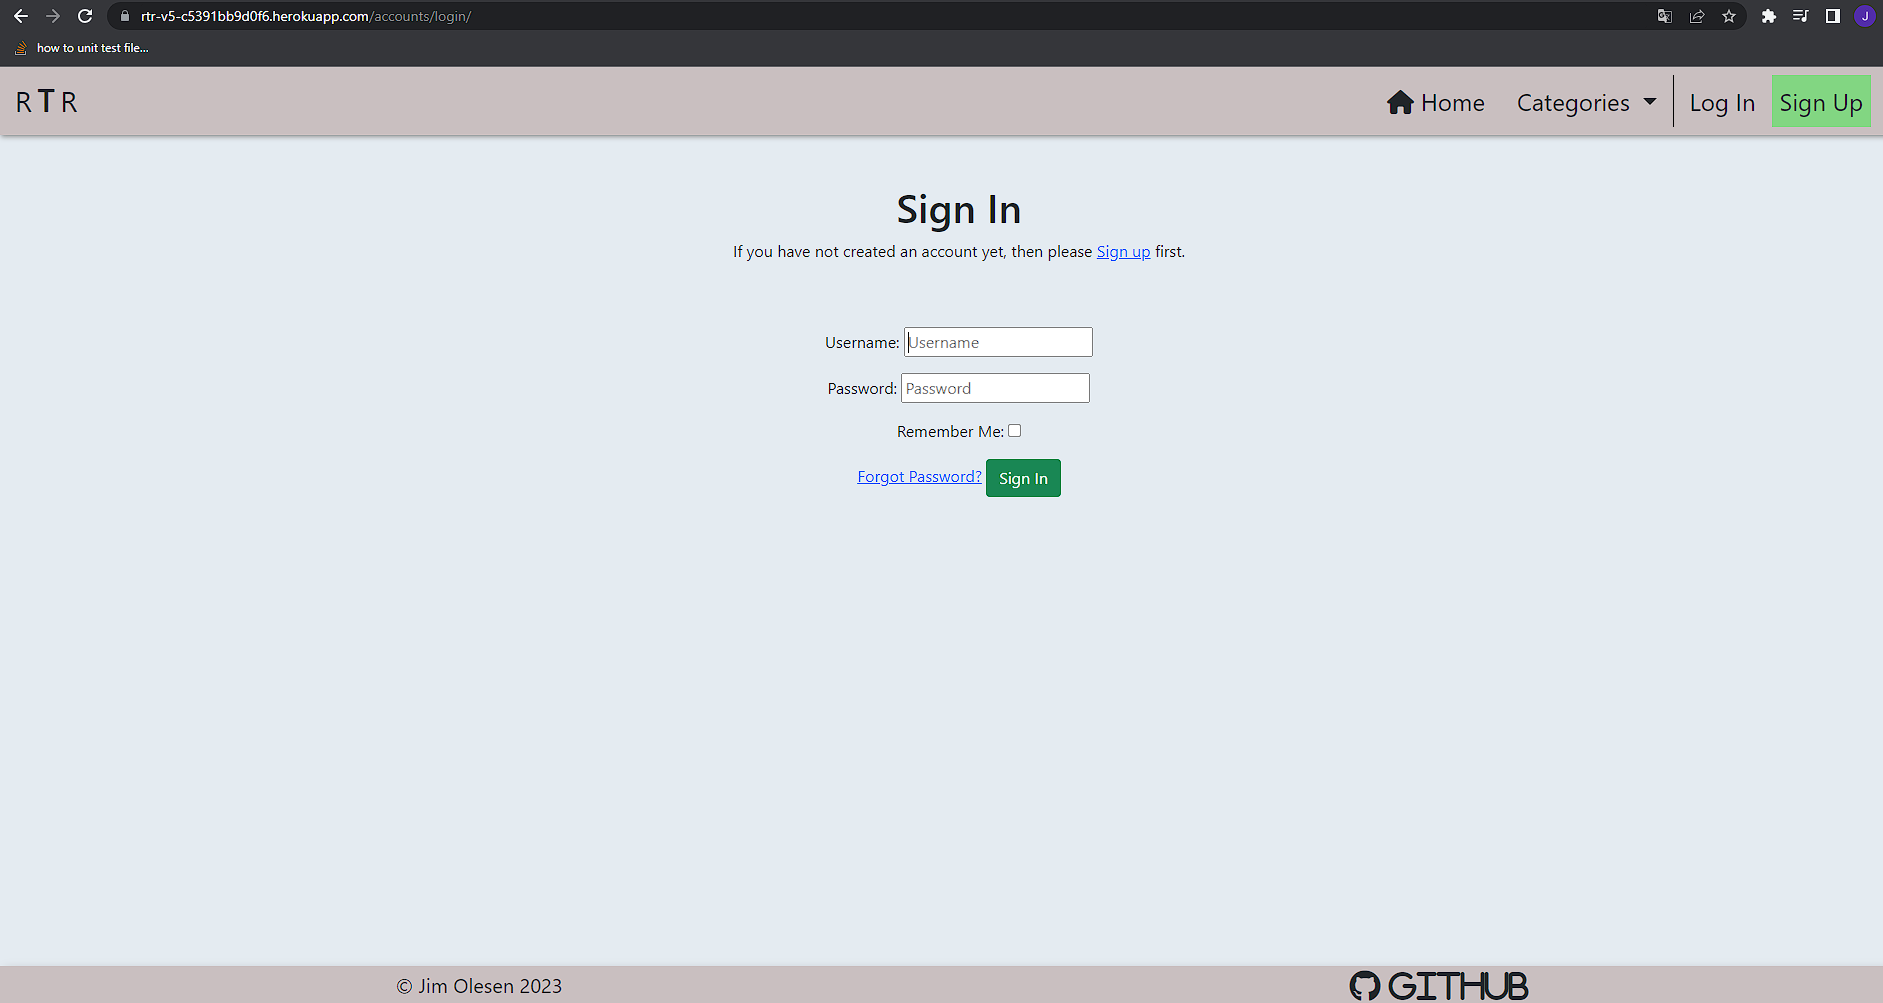 rtr-v5-c5391bb9d0f6.herokuapp.com/accounts/login/
J
how to unit test file...
R T R
Home
Categories
Log In
Sign Up
Sign In
If you have not created an account yet, then please Sign up first.
Username: Username
Password: Password
Remember Me:
Forgot Password? Sign In
© Jim Olesen 2023
GITHUB